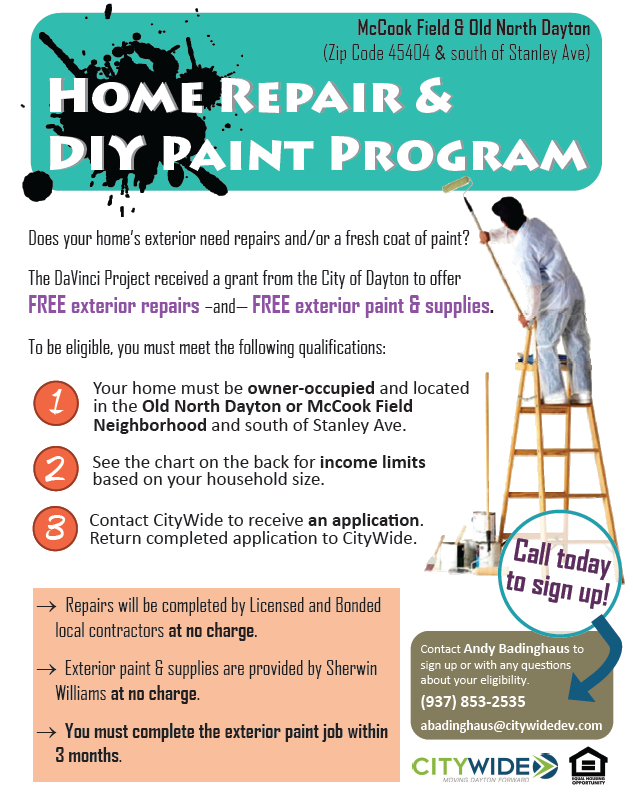 McCook Field & Old North Dayton
(Zip Code 45404 & south of Stanley Ave)
Home Repair &
DIY Paint Program
Does your home's exterior need repairs and/or a fresh coat of paint?
The DaVinci Project received a grant from the City of Dayton to offer
FREE exterior repairs –and— FREE exterior paint & supplies.
To be eligible, you must meet the following qualifications:
1 Your home must be owner-occupied and located
in the Old North Dayton or McCook Field
Neighborhood and south of Stanley Ave.
2 See the chart on the back for income limits
based on your household size.
3 Contact CityWide to receive an application.
Return completed application to CityWide.
Call today
to sign up!
→ Repairs will be completed by Licensed and Bonded
local contractors at no charge.
→ Exterior paint & supplies are provided by Sherwin
Williams at no charge.
→ You must complete the exterior paint job within
3 months.
Contact Andy Badinghaus to
sign up or with any questions
about your eligibility.
(937) 853-2535
abadinghaus@citywidedev.com
CITYWIDE
MOVING DAYTON FORWARD
EQUAL HOUSING
OPPORTUNITY